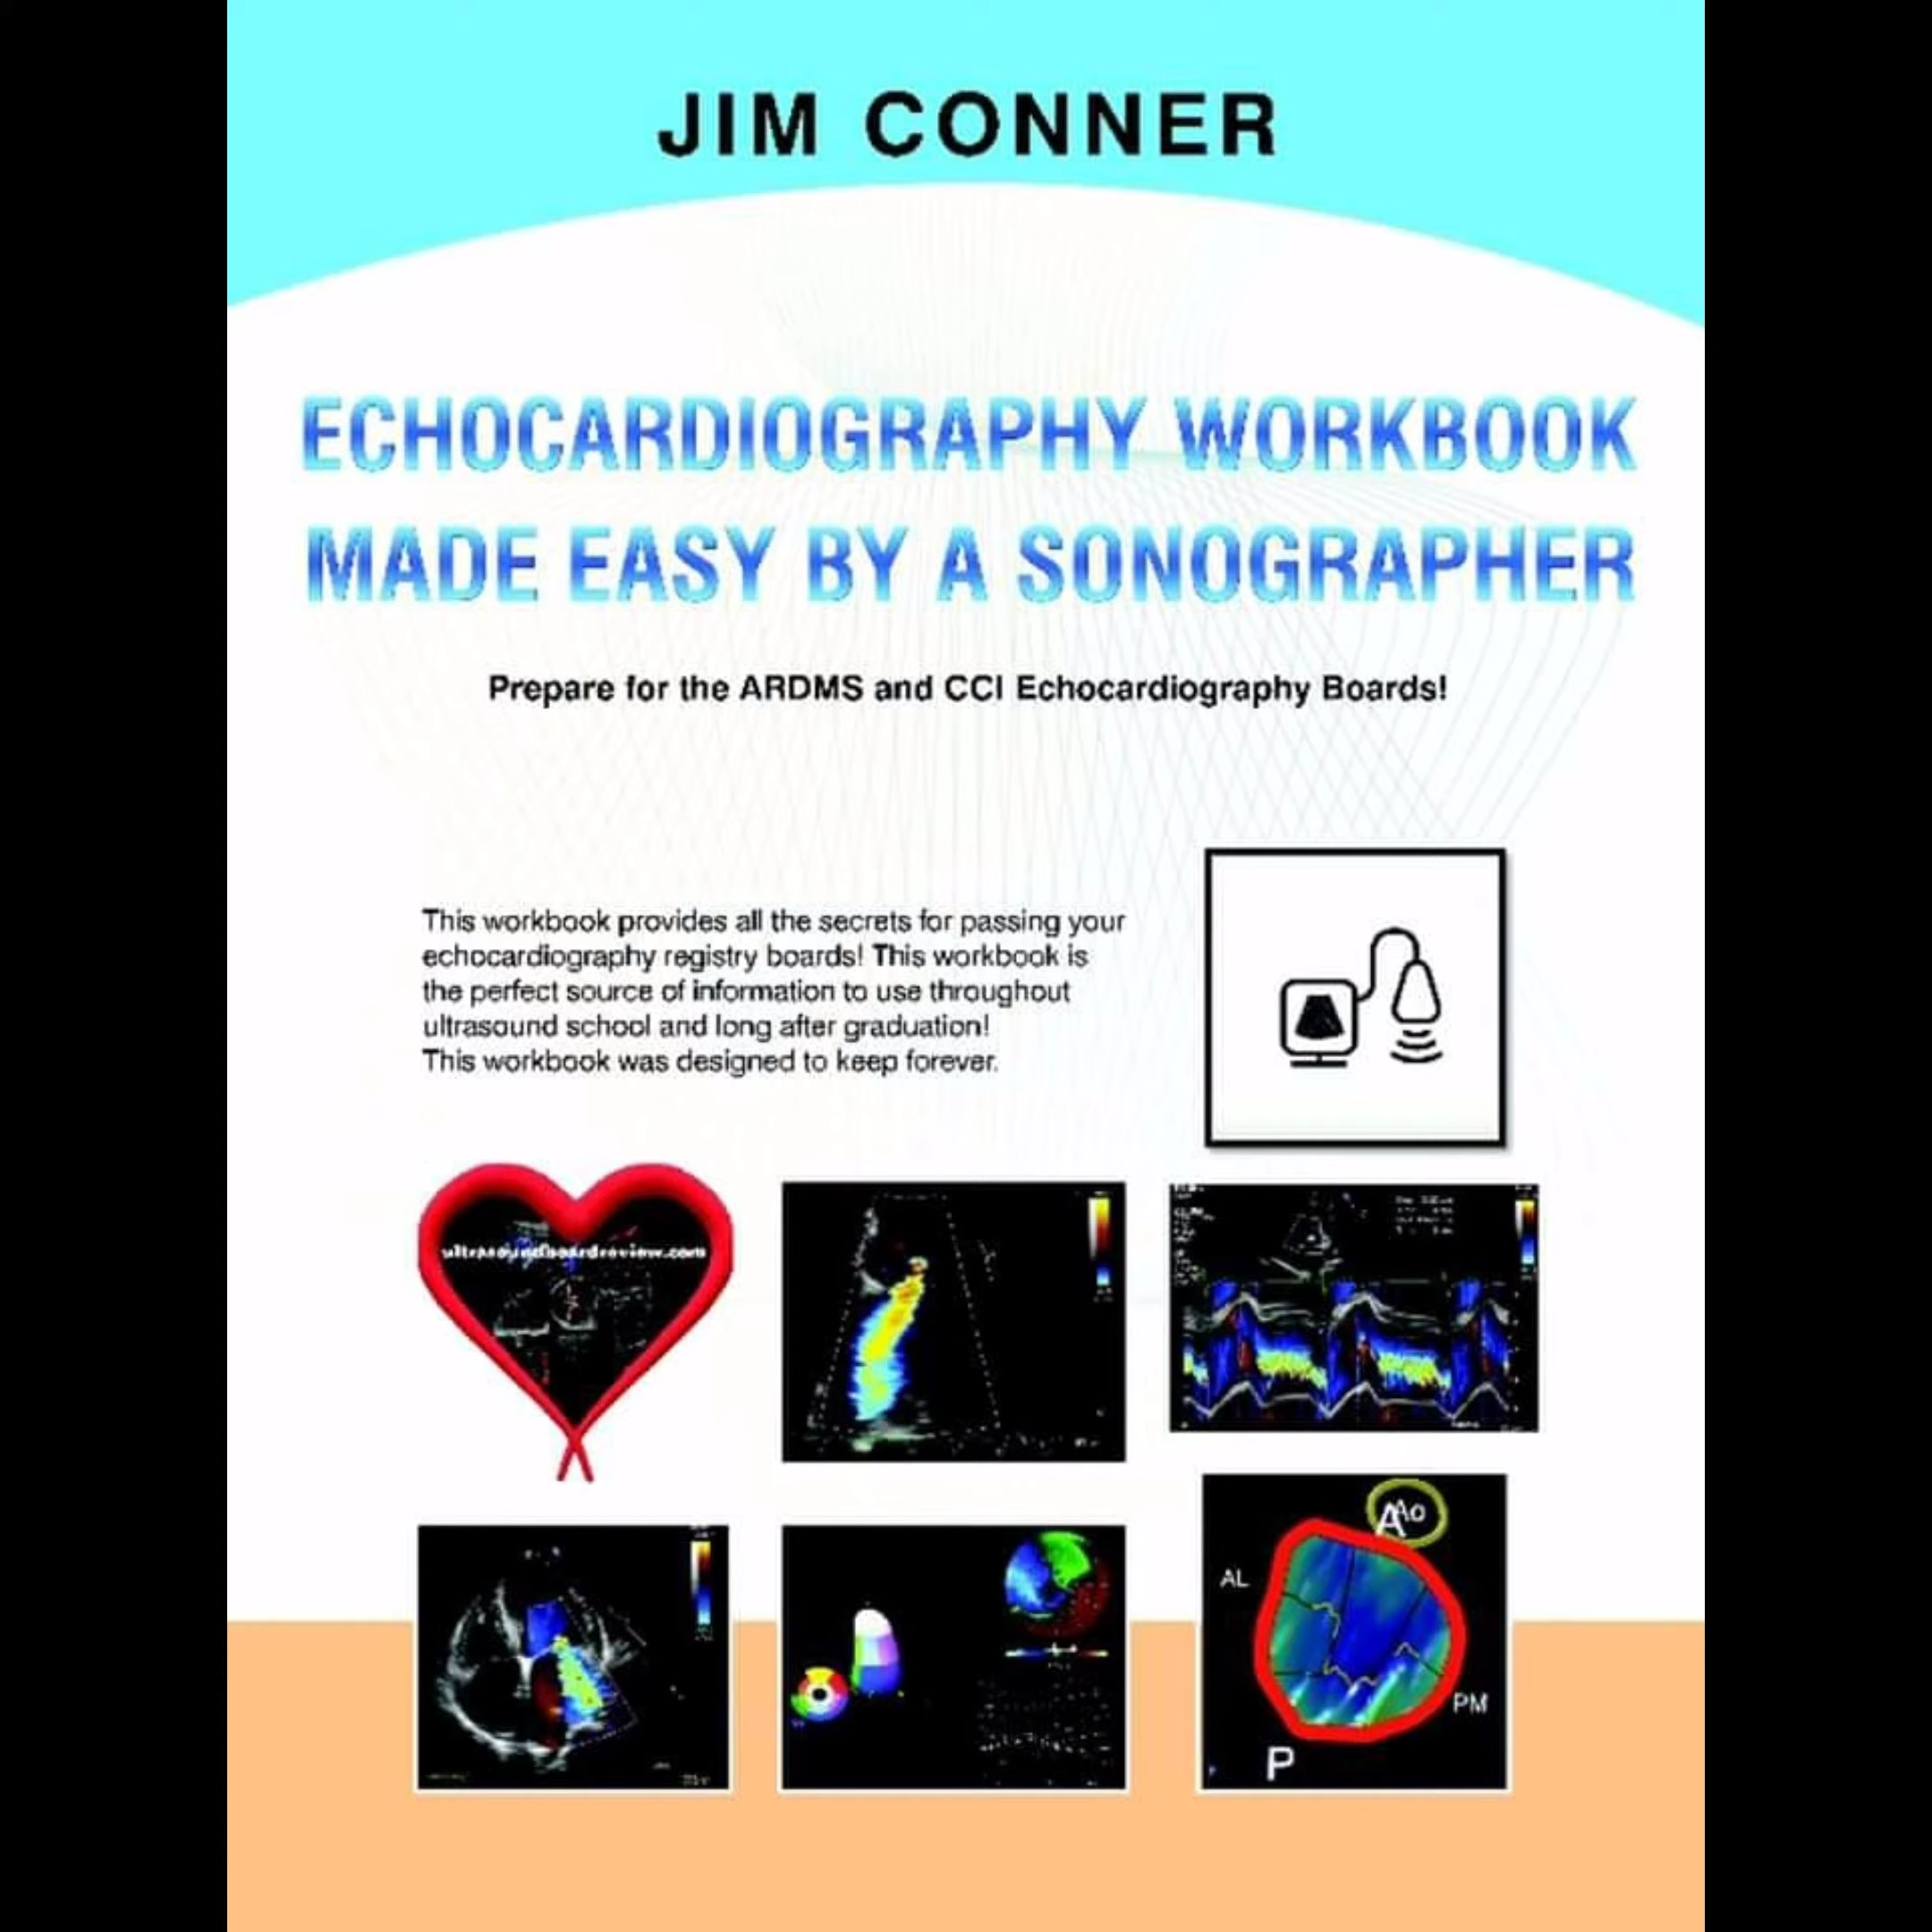 JIM CONNER
ECHOCARDIOGRAPHY WORKBOOK
MADE EASY BY A SONOGRAPHER
Prepare for the ARDMS and CCI Echocardiography Boards!
This workbook provides all the secrets for passing your
echocardiography registry boards! This workbook is
the perfect source of information to use throughout
ultrasound school and long after graduation!
This workbook was designed to keep forever.
ultrasoundboardreview.com
A
Ao
AL
PM
P